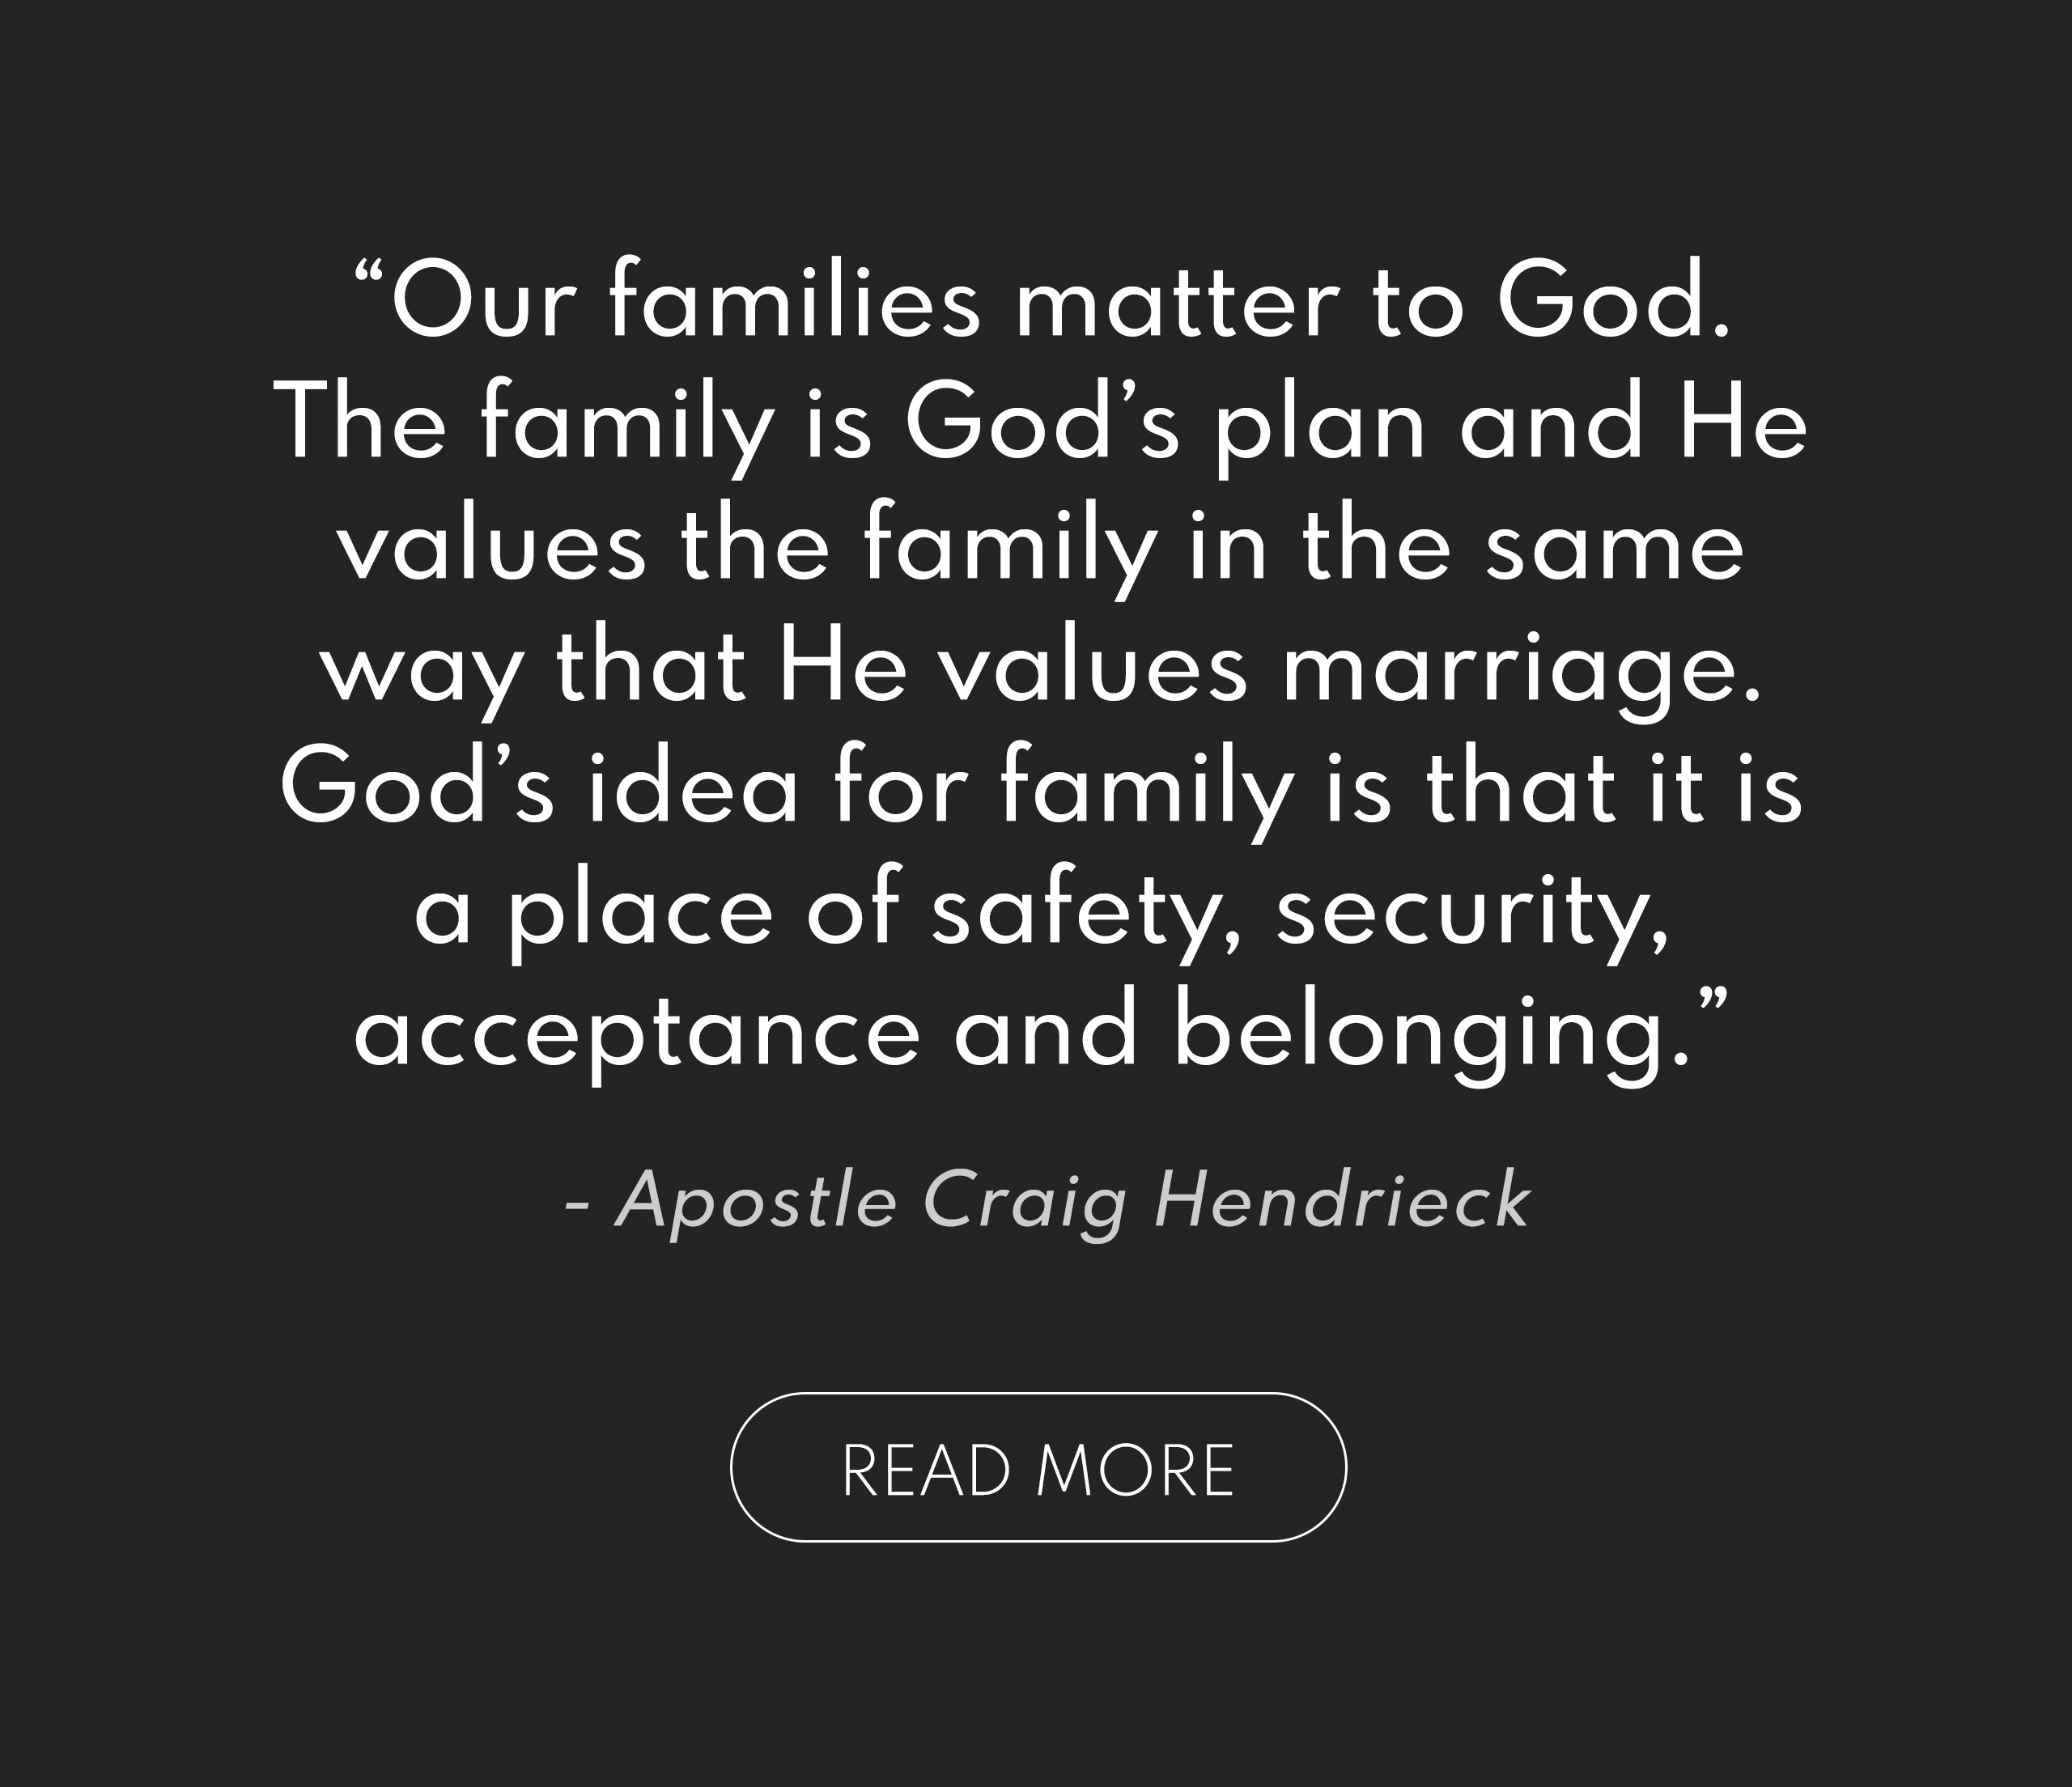 “Our families matter to God.
The family is God’s plan and He
values the family in the same
way that He values marriage.
God’s idea for family is that it is
a place of safety, security,
acceptance and belonging.”
- Apostle Craig Hendrieck
READ MORE